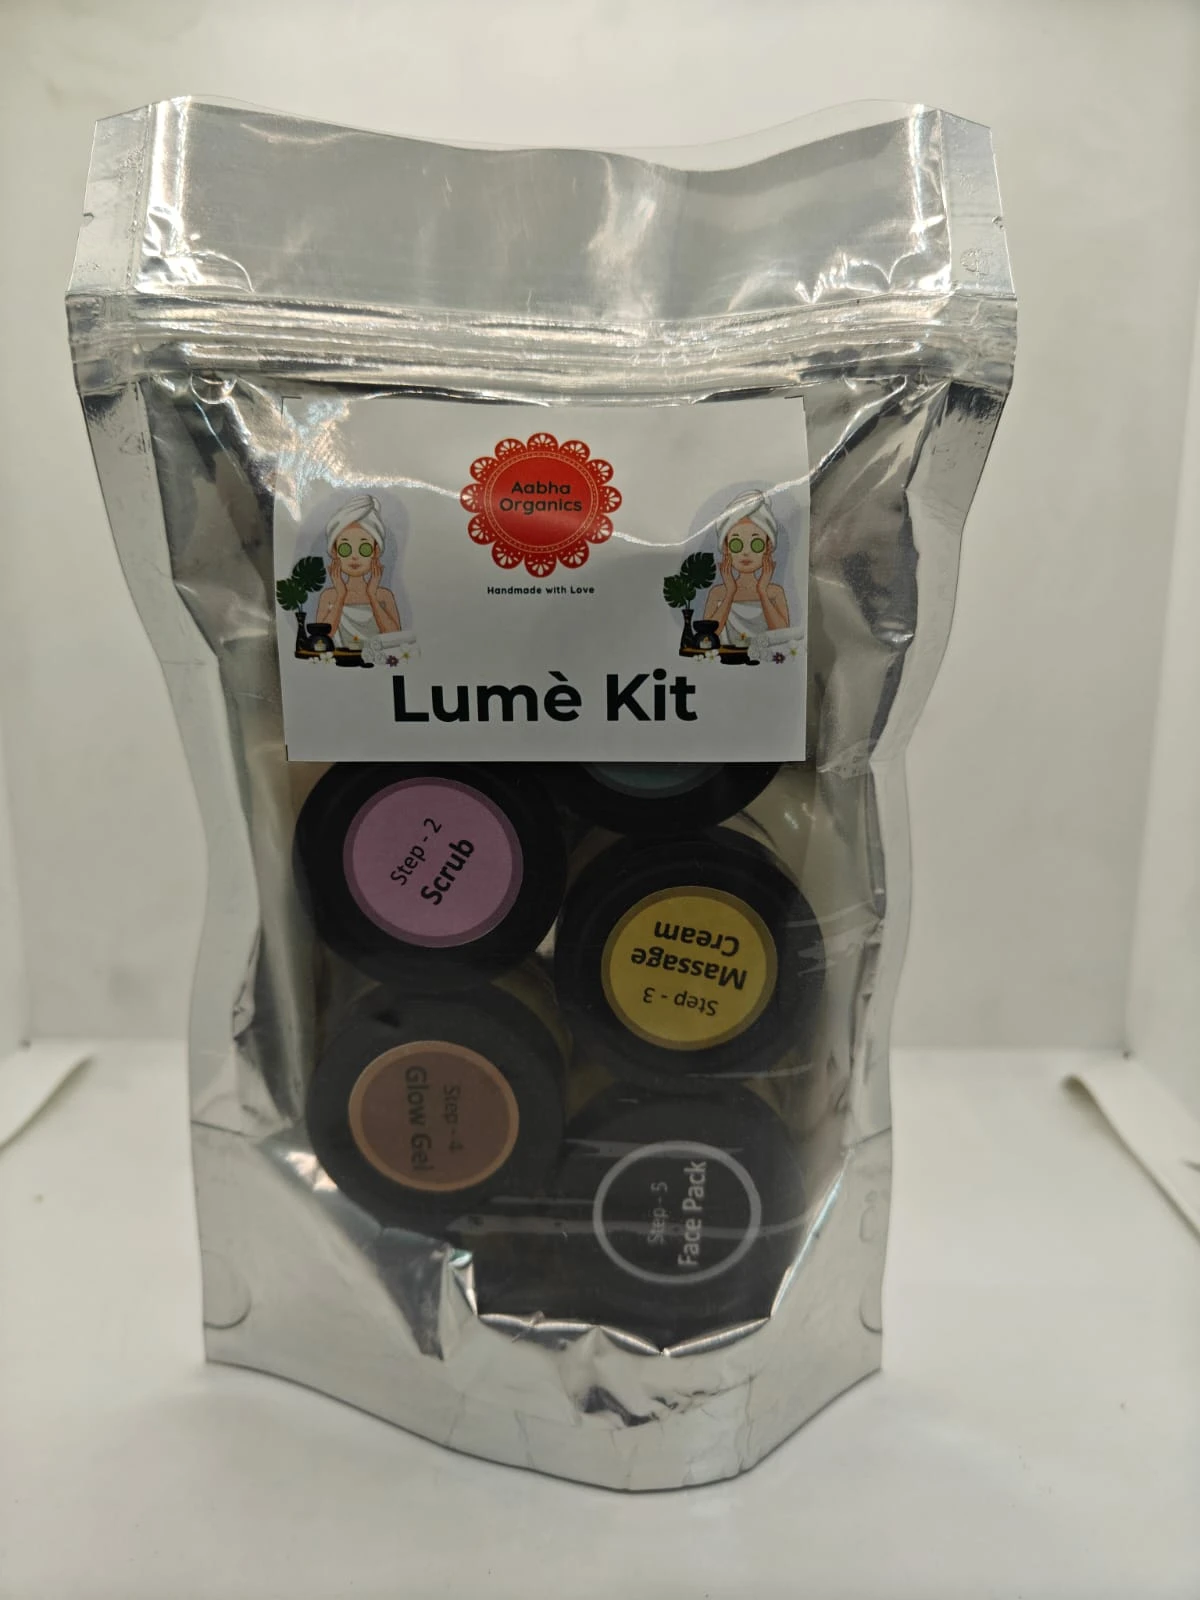 Aabha
Organics
Handmade with Love
Lumè Kit
Step - 2
Scrub
Step - 3
Massage
Cream
Step - 4
Glow Gel
Step - 5
Face Pack